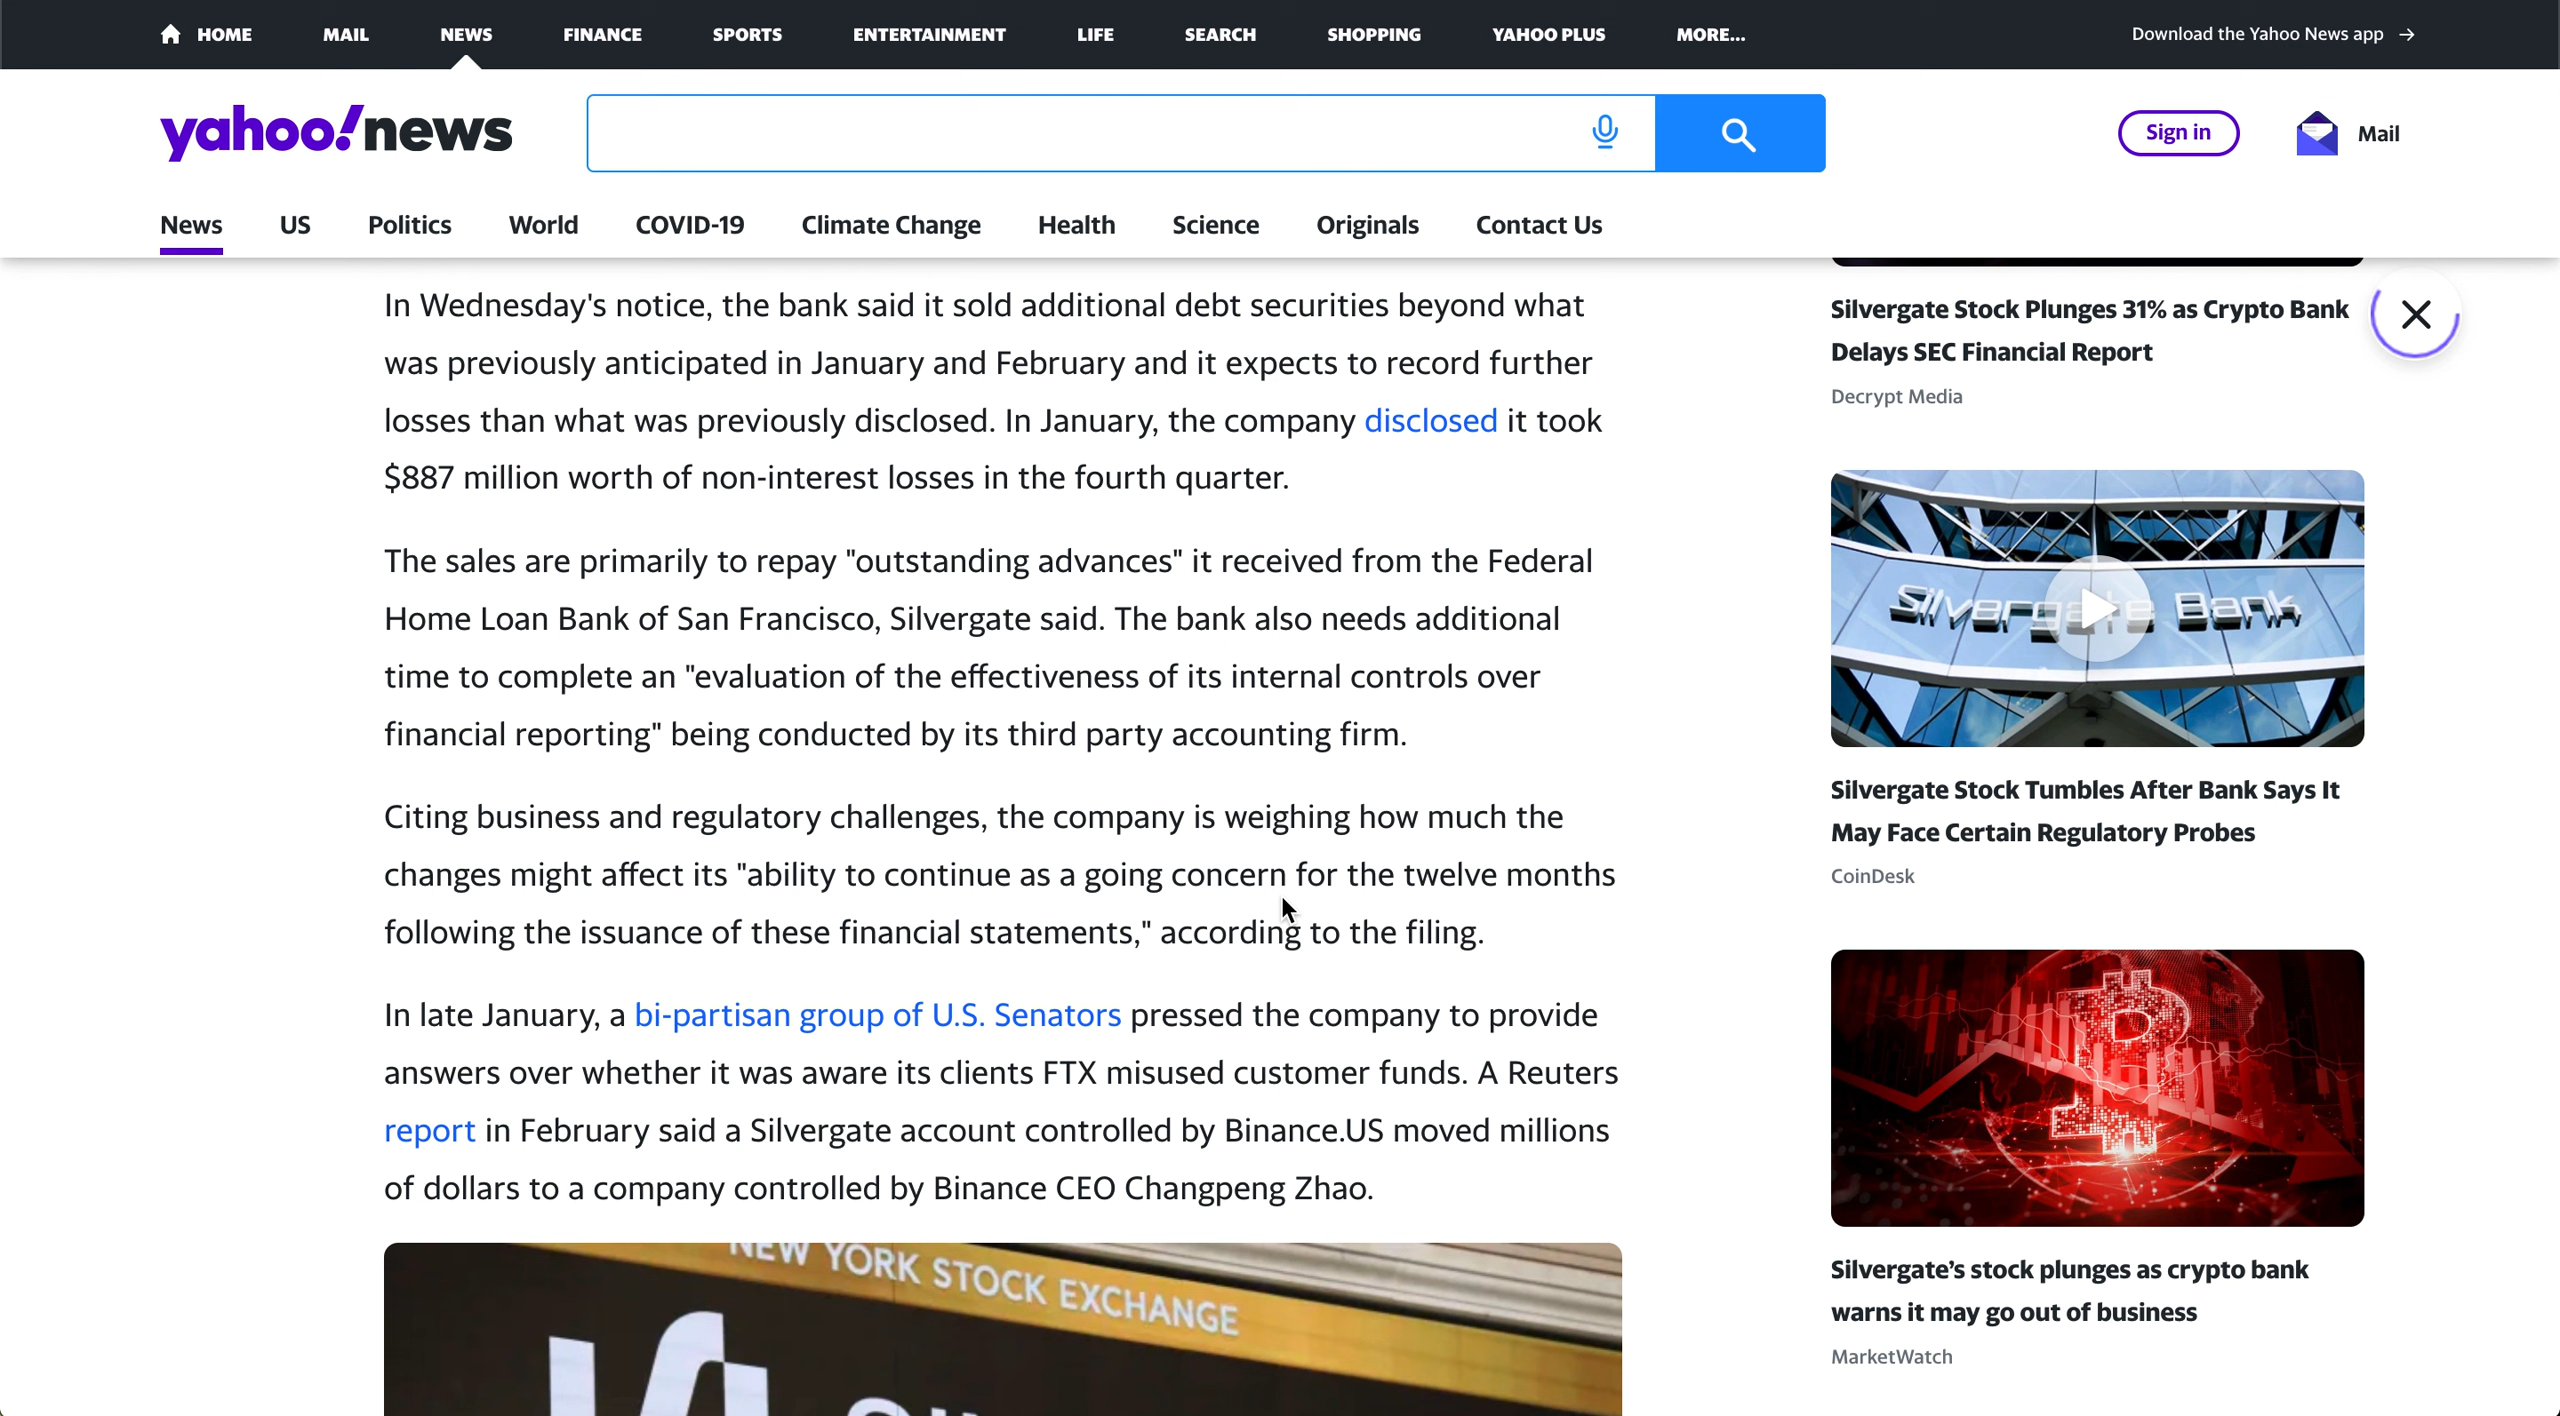 HOME MAIL NEWS FINANCE SPORTS ENTERTAINMENT LIFE SEARCH SHOPPING YAHOO PLUS MORE... Download the Yahoo News app →
yahoo!news Sign in Mail
News US Politics World COVID-19 Climate Change Health Science Originals Contact Us
In Wednesday's notice, the bank said it sold additional debt securities beyond what
was previously anticipated in January and February and it expects to record further
losses than what was previously disclosed. In January, the company disclosed it took
$887 million worth of non-interest losses in the fourth quarter.
The sales are primarily to repay "outstanding advances" it received from the Federal
Home Loan Bank of San Francisco, Silvergate said. The bank also needs additional
time to complete an "evaluation of the effectiveness of its internal controls over
financial reporting" being conducted by its third party accounting firm.
Citing business and regulatory challenges, the company is weighing how much the
changes might affect its "ability to continue as a going concern for the twelve months
following the issuance of these financial statements," according to the filing.
In late January, a bi-partisan group of U.S. Senators pressed the company to provide
answers over whether it was aware its clients FTX misused customer funds. A Reuters
report in February said a Silvergate account controlled by Binance.US moved millions
of dollars to a company controlled by Binance CEO Changpeng Zhao.
NEW YORK STOCK EXCHANGE
Silvergate Stock Plunges 31% as Crypto Bank
Delays SEC Financial Report
Decrypt Media
Silvergate Bank
Silvergate Stock Tumbles After Bank Says It
May Face Certain Regulatory Probes
CoinDesk
Silvergate’s stock plunges as crypto bank
warns it may go out of business
MarketWatch